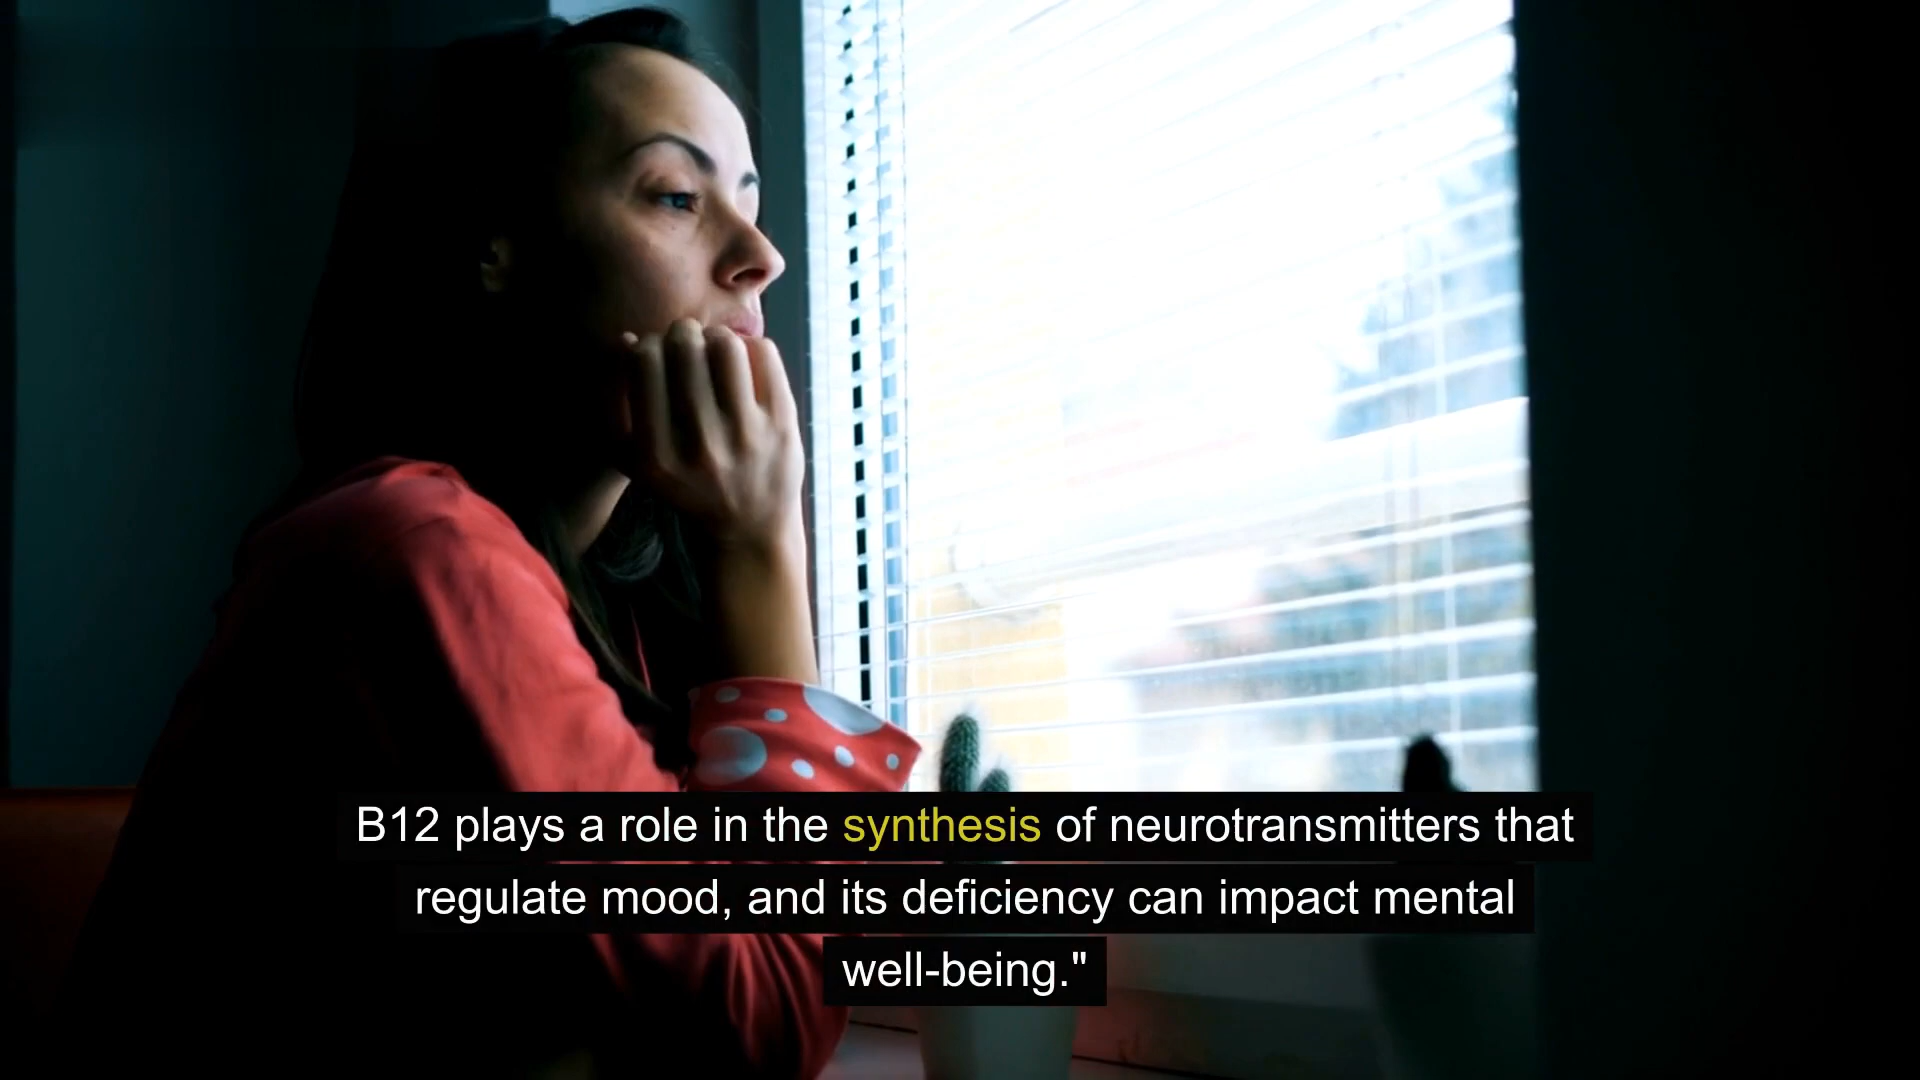 B12 plays a role in the synthesis of neurotransmitters that
regulate mood, and its deficiency can impact mental
well-being."